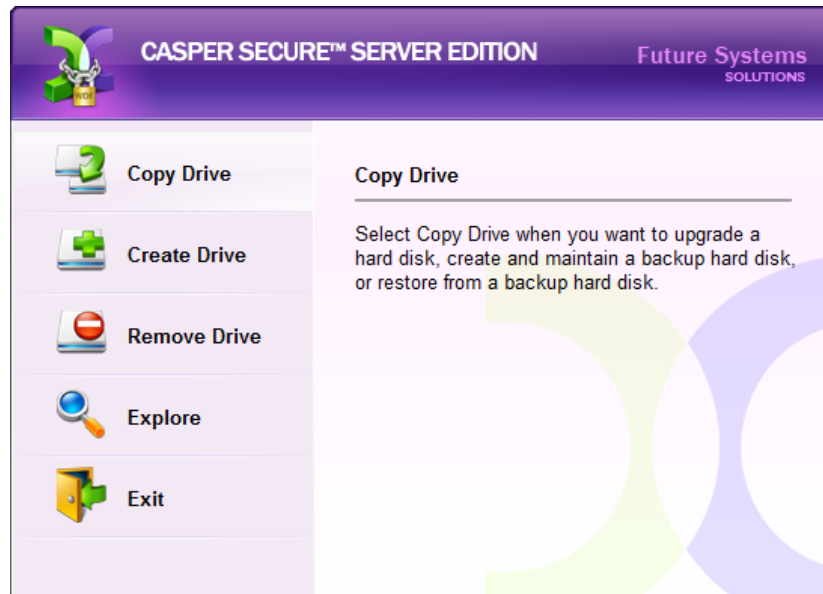 CASPER SECURE™ SERVER EDITION
Future Systems
SOLUTIONS
WDE
Copy Drive
Create Drive
Remove Drive
Explore
Exit
Copy Drive
Select Copy Drive when you want to upgrade a
hard disk, create and maintain a backup hard disk,
or restore from a backup hard disk.